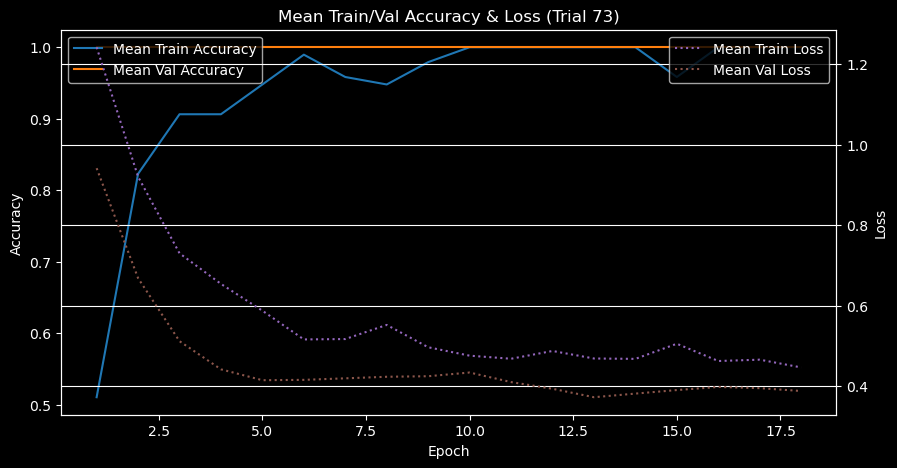 Mean Train/Val Accuracy & Loss (Trial 73)
Mean Train Accuracy
Mean Val Accuracy
Mean Train Loss
Mean Val Loss
1.0
0.9
0.8
0.7
0.6
0.5
Accuracy
1.2
1.0
0.8
0.6
0.4
Loss
2.5 5.0 7.5 10.0 12.5 15.0 17.5
Epoch